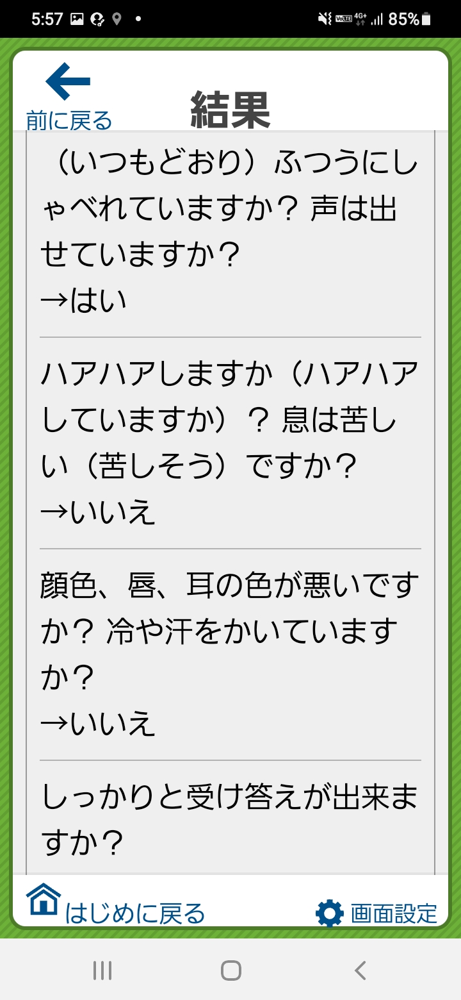 5:57
VoLTE 4G+ 85%
前に戻る
結果
（いつもどおり）ふつうにし
ゃべれていますか？ 声は出
せていますか？
→はい
ハアハアしますか（ハアハア
していますか）？ 息は苦し
い（苦しそう）ですか？
→いいえ
顔色、唇、耳の色が悪いです
か？ 冷や汗をかいています
か？
→いいえ
しっかりと受け答えが出来ま
すか？
はじめに戻る
画面設定